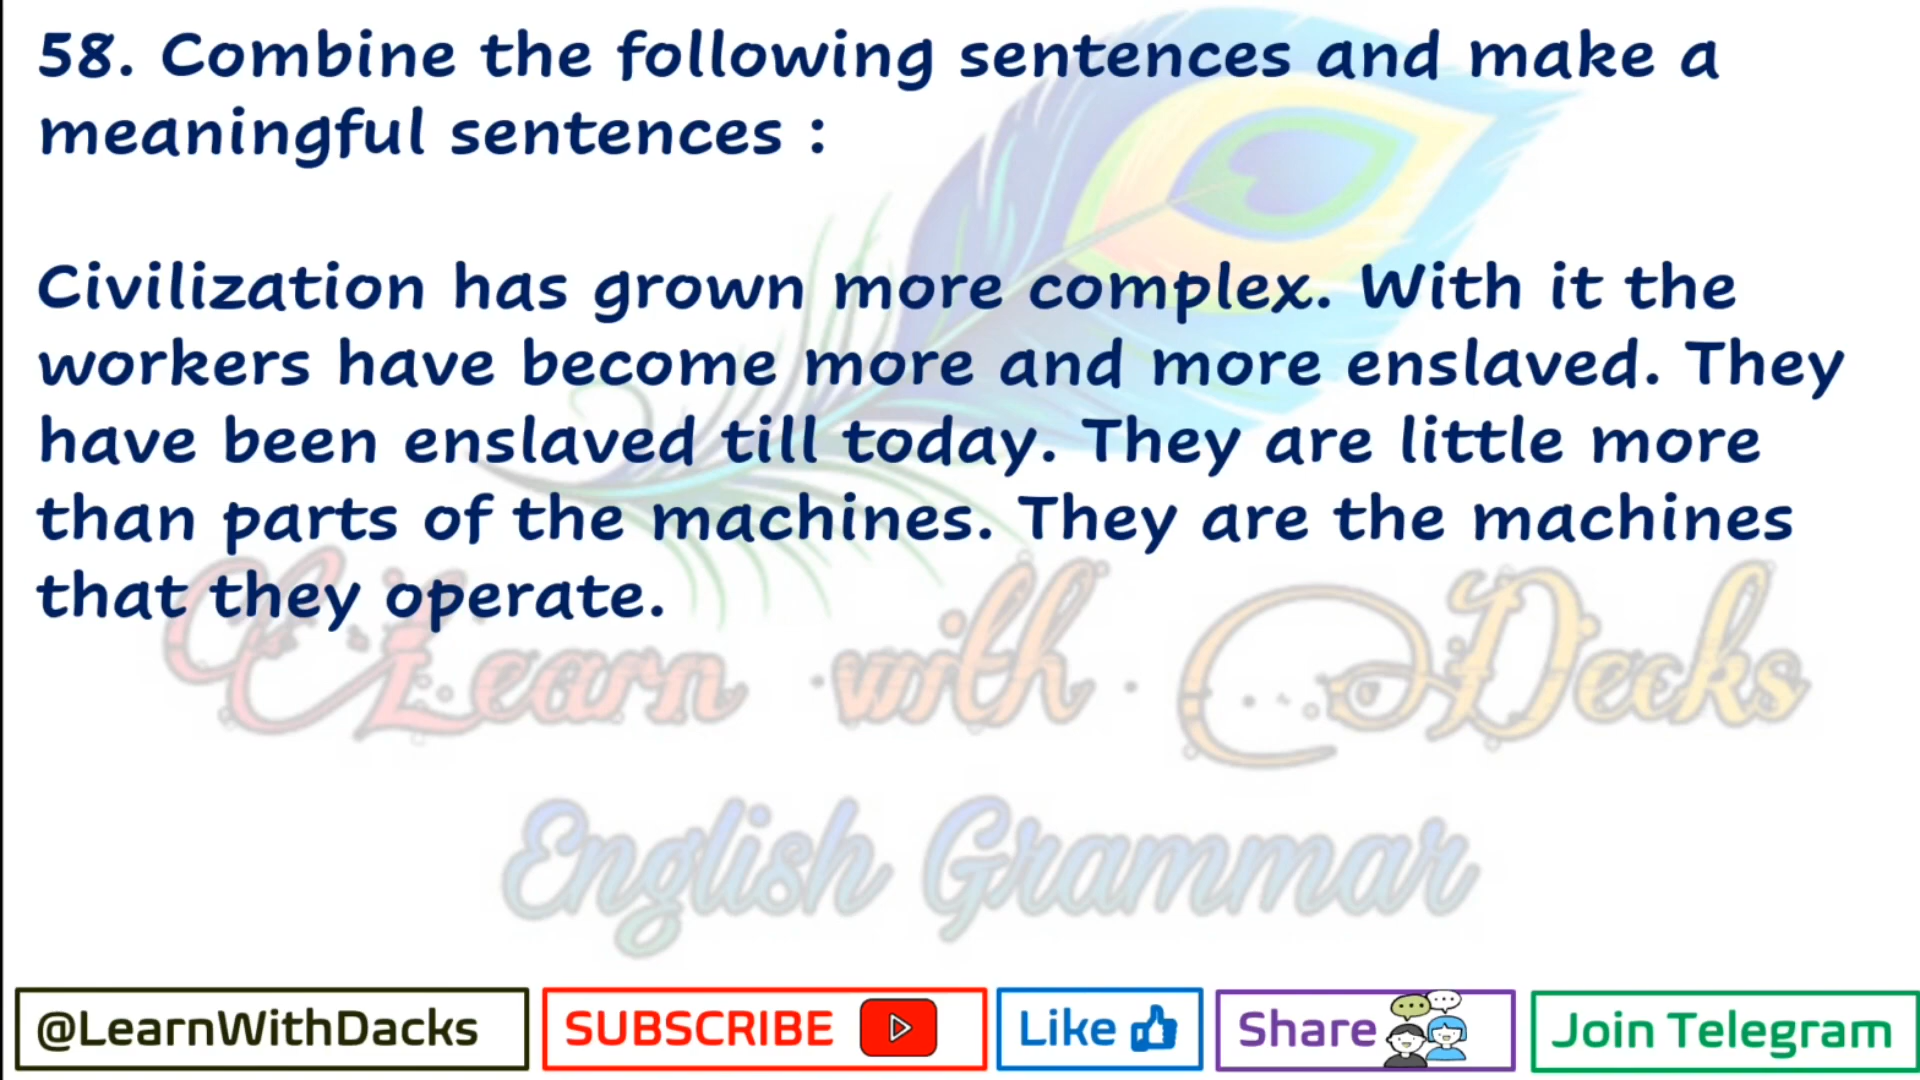 58. Combine the following sentences and make a
meaningful sentences :
Civilization has grown more complex. With it the
workers have become more and more enslaved. They
have been enslaved till today. They are little more
than parts of the machines. They are the machines
that they operate.
Learn with Decks
English Grammar
@LearnWithDacks
SUBSCRIBE
Like
Share
Join Telegram